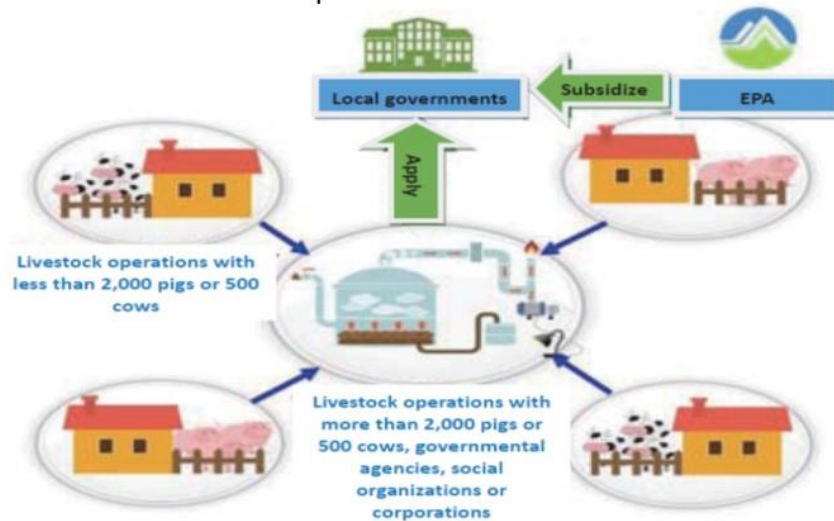 Local governments
Subsidize
EPA
Apply
Livestock operations with
less than 2,000 pigs or 500
cows
Livestock operations with
more than 2,000 pigs or
500 cows, governmental
agencies, social
organizations or
corporations